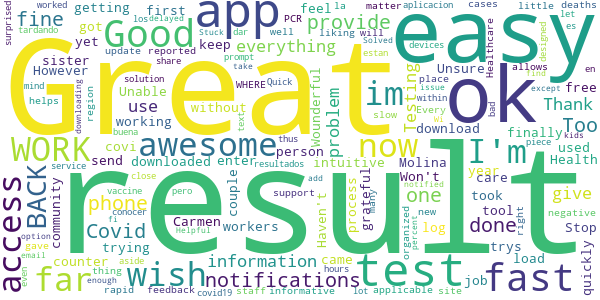 Great
easy
result
ok
app
Good
awesome
test
fast
wish
far
access
im
now
I'm
WORK
BACK
phone
Covid
done
notifications
information
one
give
Too
Testing
provide
problem
everything
fine
use
Thank
load
quickly
tool
job
care
Health
Healthcare
Unsure
Molina
Won't
Haven't
Wounderful
intuitive
process
grateful
person
without
Unable
community
send
counter
trying
workers
couple
Carmen
downloaded
enter
working
However
helps
sister
getting
first
got
yet
keep
update
reported
Stuck
delayed
PCR
feel
la
aplicacion
cases
little
deaths
liking
will
matter
Solved
estan
devices
let
es
surprised
worked
los
tardando
mind
downloading
region
solution
share
WHERE
Quick
dar
well
prompt
take
text
slow
download
Issue
Every
find
designed
allows
place
within
Wi
bad
except
free
en
finally
used
kids
year
took
trys
log
Stop
negative
right
new
site
applicable
lot
many
percent
organized
notified
came
support
add
hours
informative
staff
covid19
feedback
rapid
aside
Helpful
fi
conocer
pero
resultados
close
vaccine
service
buena
thus
covi
option
gave
thing
email
even
enough
piece